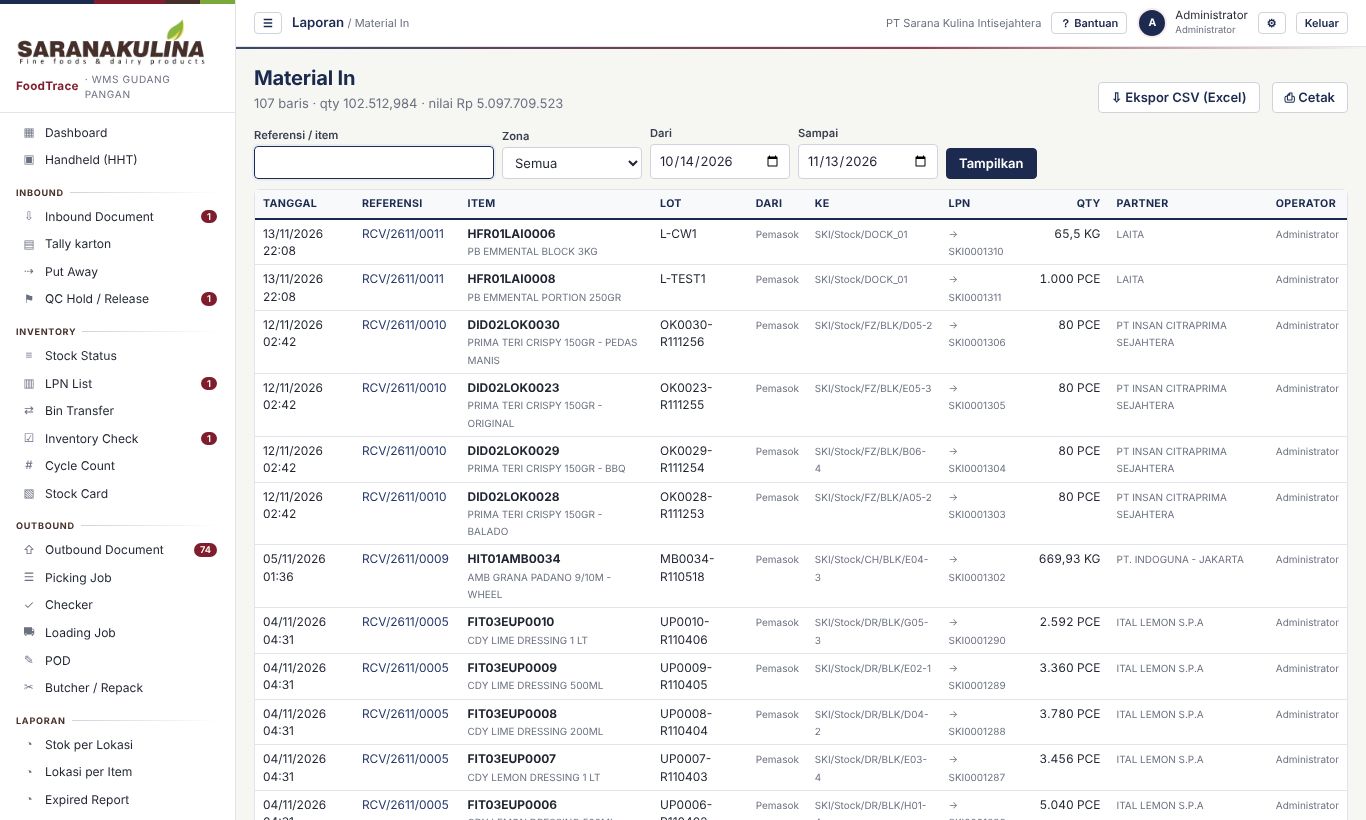 SARANAKULINA
Fine foods & dairy products
FoodTrace · WMS GUDANG PANGAN
Dashboard
Handheld (HHT)
INBOUND
Inbound Document 1
Tally karton
Put Away
QC Hold / Release 1
INVENTORY
Stock Status
LPN List 1
Bin Transfer
Inventory Check 1
Cycle Count
Stock Card
OUTBOUND
Outbound Document 74
Picking Job
Checker
Loading Job
POD
Butcher / Repack
LAPORAN
Stok per Lokasi
Lokasi per Item
Expired Report
Laporan / Material In
PT Sarana Kulina Intisejahtera
? Bantuan
A
Administrator
Administrator
Keluar
Material In
107 baris · qty 102.512,984 · nilai Rp 5.097.709.523
⇩ Ekspor CSV (Excel)
⎙ Cetak
Referensi / item
Zona
Dari
Sampai
Semua
10/14/2026
11/13/2026
Tampilkan
TANGGAL REFERENSI ITEM LOT DARI KE LPN QTY PARTNER OPERATOR
13/11/2026 RCV/2611/0011 HFR01LAI0006 L-CW1 Pemasok SKI/Stock/DOCK_01 → 65,5 KG LAITA Administrator
22:08 PB EMMENTAL BLOCK 3KG SKI0001310
13/11/2026 RCV/2611/0011 HFR01LAI0008 L-TEST1 Pemasok SKI/Stock/DOCK_01 → 1.000 PCE LAITA Administrator
22:08 PB EMMENTAL PORTION 250GR SKI0001311
12/11/2026 RCV/2611/0010 DID02LOK0030 OK0030- Pemasok SKI/Stock/FZ/BLK/D05-2 → 80 PCE PT INSAN CITRAPRIMA Administrator
02:42 PRIMA TERI CRISPY 150GR - PEDAS R111256 SKI0001306 SEJAHTERA
MANIS
12/11/2026 RCV/2611/0010 DID02LOK0023 OK0023- Pemasok SKI/Stock/FZ/BLK/E05-3 → 80 PCE PT INSAN CITRAPRIMA Administrator
02:42 PRIMA TERI CRISPY 150GR - R111255 SKI0001305 SEJAHTERA
ORIGINAL
12/11/2026 RCV/2611/0010 DID02LOK0029 OK0029- Pemasok SKI/Stock/FZ/BLK/B06- → 80 PCE PT INSAN CITRAPRIMA Administrator
02:42 PRIMA TERI CRISPY 150GR - BBQ R111254 4 SKI0001304 SEJAHTERA
12/11/2026 RCV/2611/0010 DID02LOK0028 OK0028- Pemasok SKI/Stock/FZ/BLK/A05-2 → 80 PCE PT INSAN CITRAPRIMA Administrator
02:42 PRIMA TERI CRISPY 150GR - R111253 SKI0001303 SEJAHTERA
BALADO
05/11/2026 RCV/2611/0009 HIT01AMB0034 MB0034- Pemasok SKI/Stock/CH/BLK/E04- → 669,93 KG PT. INDOGUNA - JAKARTA Administrator
01:36 AMB GRANA PADANO 9/10M - R110518 3 SKI0001302
WHEEL
04/11/2026 RCV/2611/0005 FIT03EUP0010 UP0010- Pemasok SKI/Stock/DR/BLK/G05- → 2.592 PCE ITAL LEMON S.P.A Administrator
04:31 CDY LIME DRESSING 1 LT R110406 3 SKI0001290
04/11/2026 RCV/2611/0005 FIT03EUP0009 UP0009- Pemasok SKI/Stock/DR/BLK/E02-1 → 3.360 PCE ITAL LEMON S.P.A Administrator
04:31 CDY LIME DRESSING 500ML R110405 SKI0001289
04/11/2026 RCV/2611/0005 FIT03EUP0008 UP0008- Pemasok SKI/Stock/DR/BLK/D04- → 3.780 PCE ITAL LEMON S.P.A Administrator
04:31 CDY LIME DRESSING 200ML R110404 2 SKI0001288
04/11/2026 RCV/2611/0005 FIT03EUP0007 UP0007- Pemasok SKI/Stock/DR/BLK/E03- → 3.456 PCE ITAL LEMON S.P.A Administrator
04:31 CDY LEMON DRESSING 1 LT R110403 4 SKI0001287
04/11/2026 RCV/2611/0005 FIT03EUP0006 UP0006- Pemasok SKI/Stock/DR/BLK/H01- → 5.040 PCE ITAL LEMON S.P.A Administrator